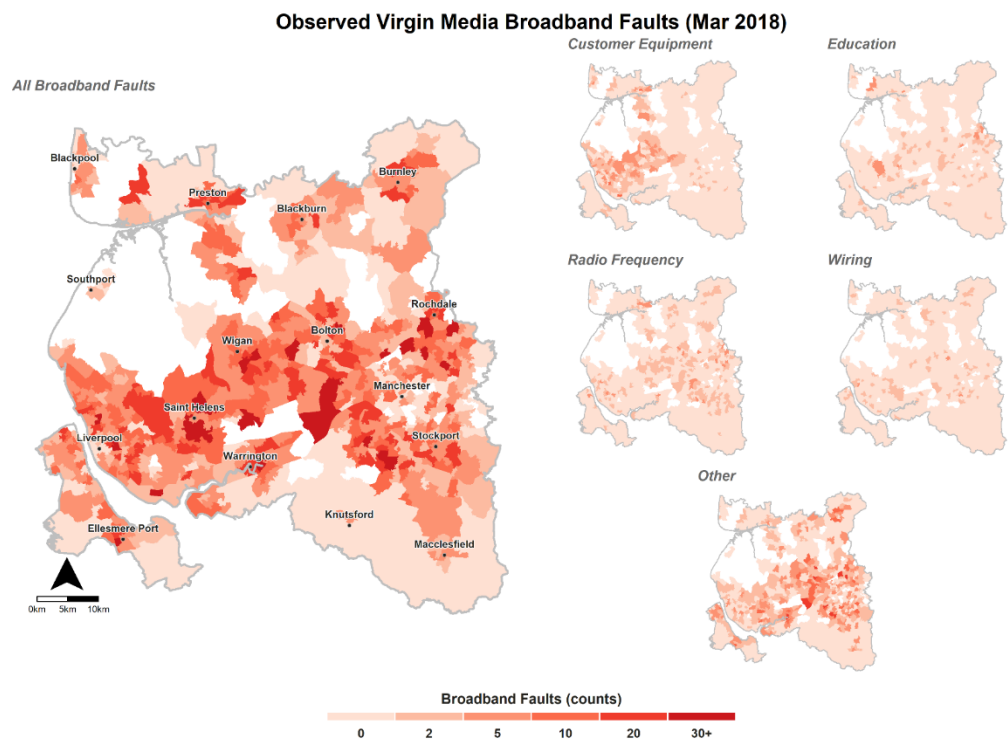 Observed Virgin Media Broadband Faults (Mar 2018)
Customer Equipment
Education
All Broadband Faults
Blackpool
Burnley
Preston
Blackburn
Radio Frequency
Wiring
Southport
Rochdale
Bolton
Wigan
Manchester
Saint Helens
Liverpool
Stockport
Warrington
Other
Knutsford
Ellesmere Port
Macclesfield
0km 5km 10km
Broadband Faults (counts)
0 2 5 10 20 30+